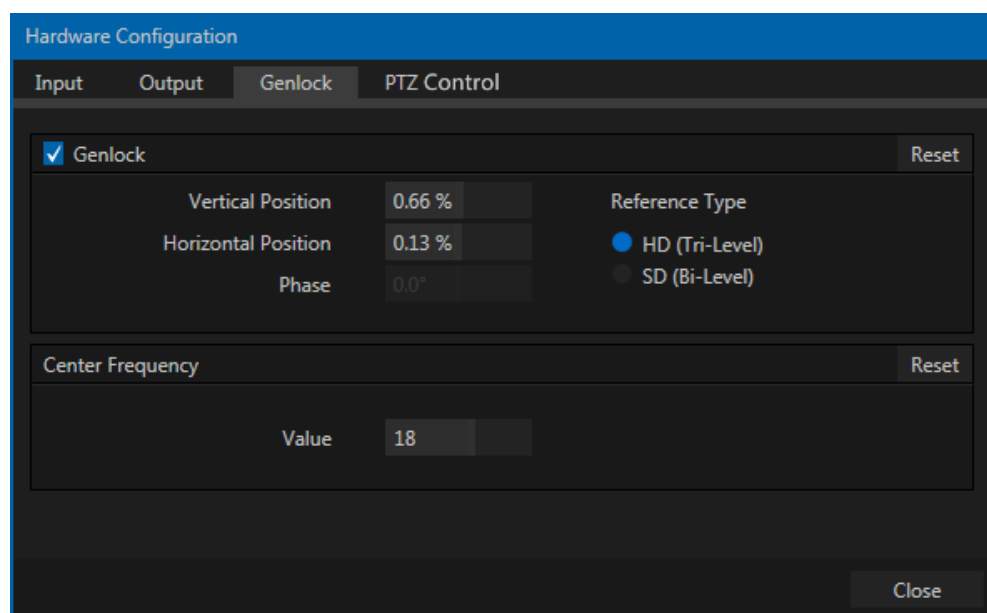 Hardware Configuration
Input Output Genlock PTZ Control
Genlock Reset
Vertical Position 0.66 % Reference Type
Horizontal Position 0.13 % HD (Tri-Level)
Phase 0.0° SD (Bi-Level)
Center Frequency Reset
Value 18
Close